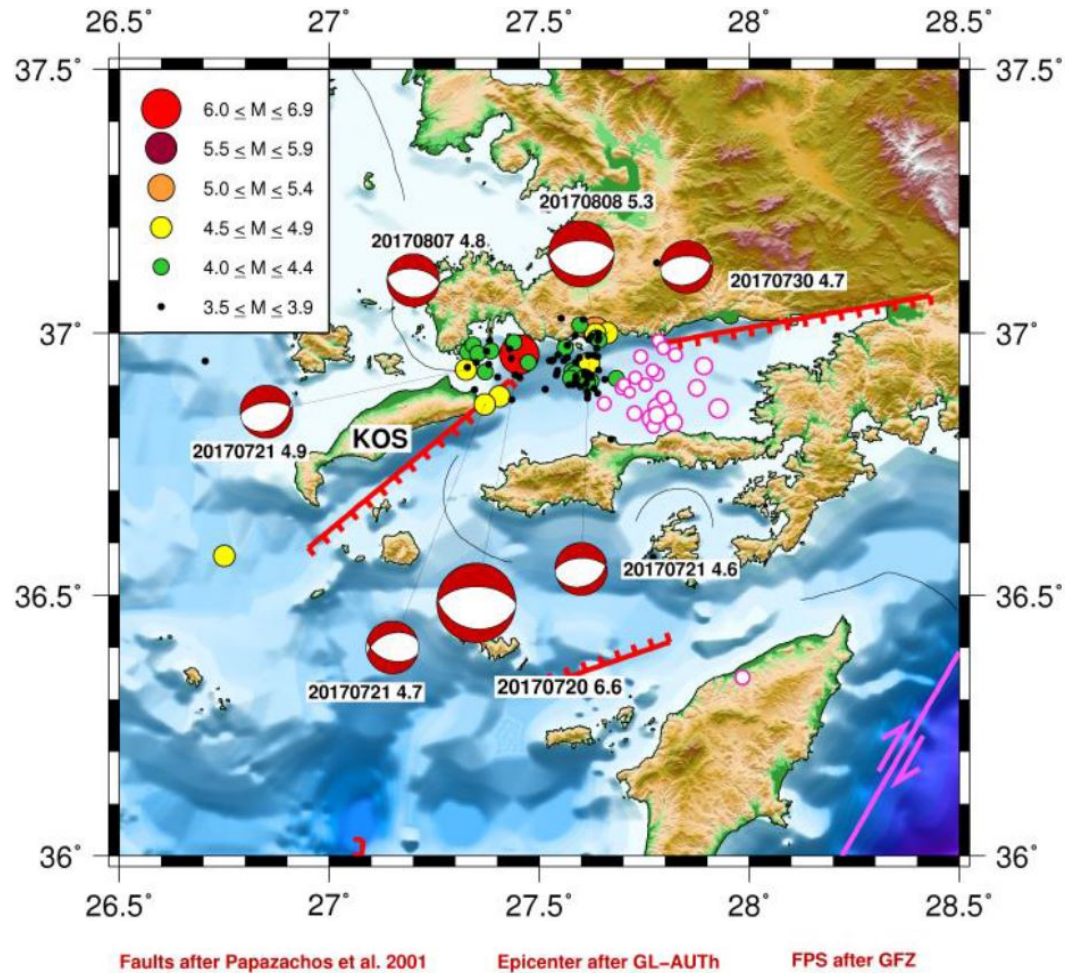 26.5° 27° 27.5° 28° 28.5°
37.5° 37.5°
6.0 ≤ M ≤ 6.9
5.5 ≤ M ≤ 5.9
5.0 ≤ M ≤ 5.4
4.5 ≤ M ≤ 4.9
4.0 ≤ M ≤ 4.4
3.5 ≤ M ≤ 3.9
20170808 5.3
20170807 4.8
20170730 4.7
37° 37°
KOS
20170721 4.9
20170721 4.6
36.5° 36.5°
20170721 4.7
20170720 6.6
36° 36°
26.5° 27° 27.5° 28° 28.5°
Faults after Papazachos et al. 2001 Epicenter after GL-AUTh FPS after GFZ